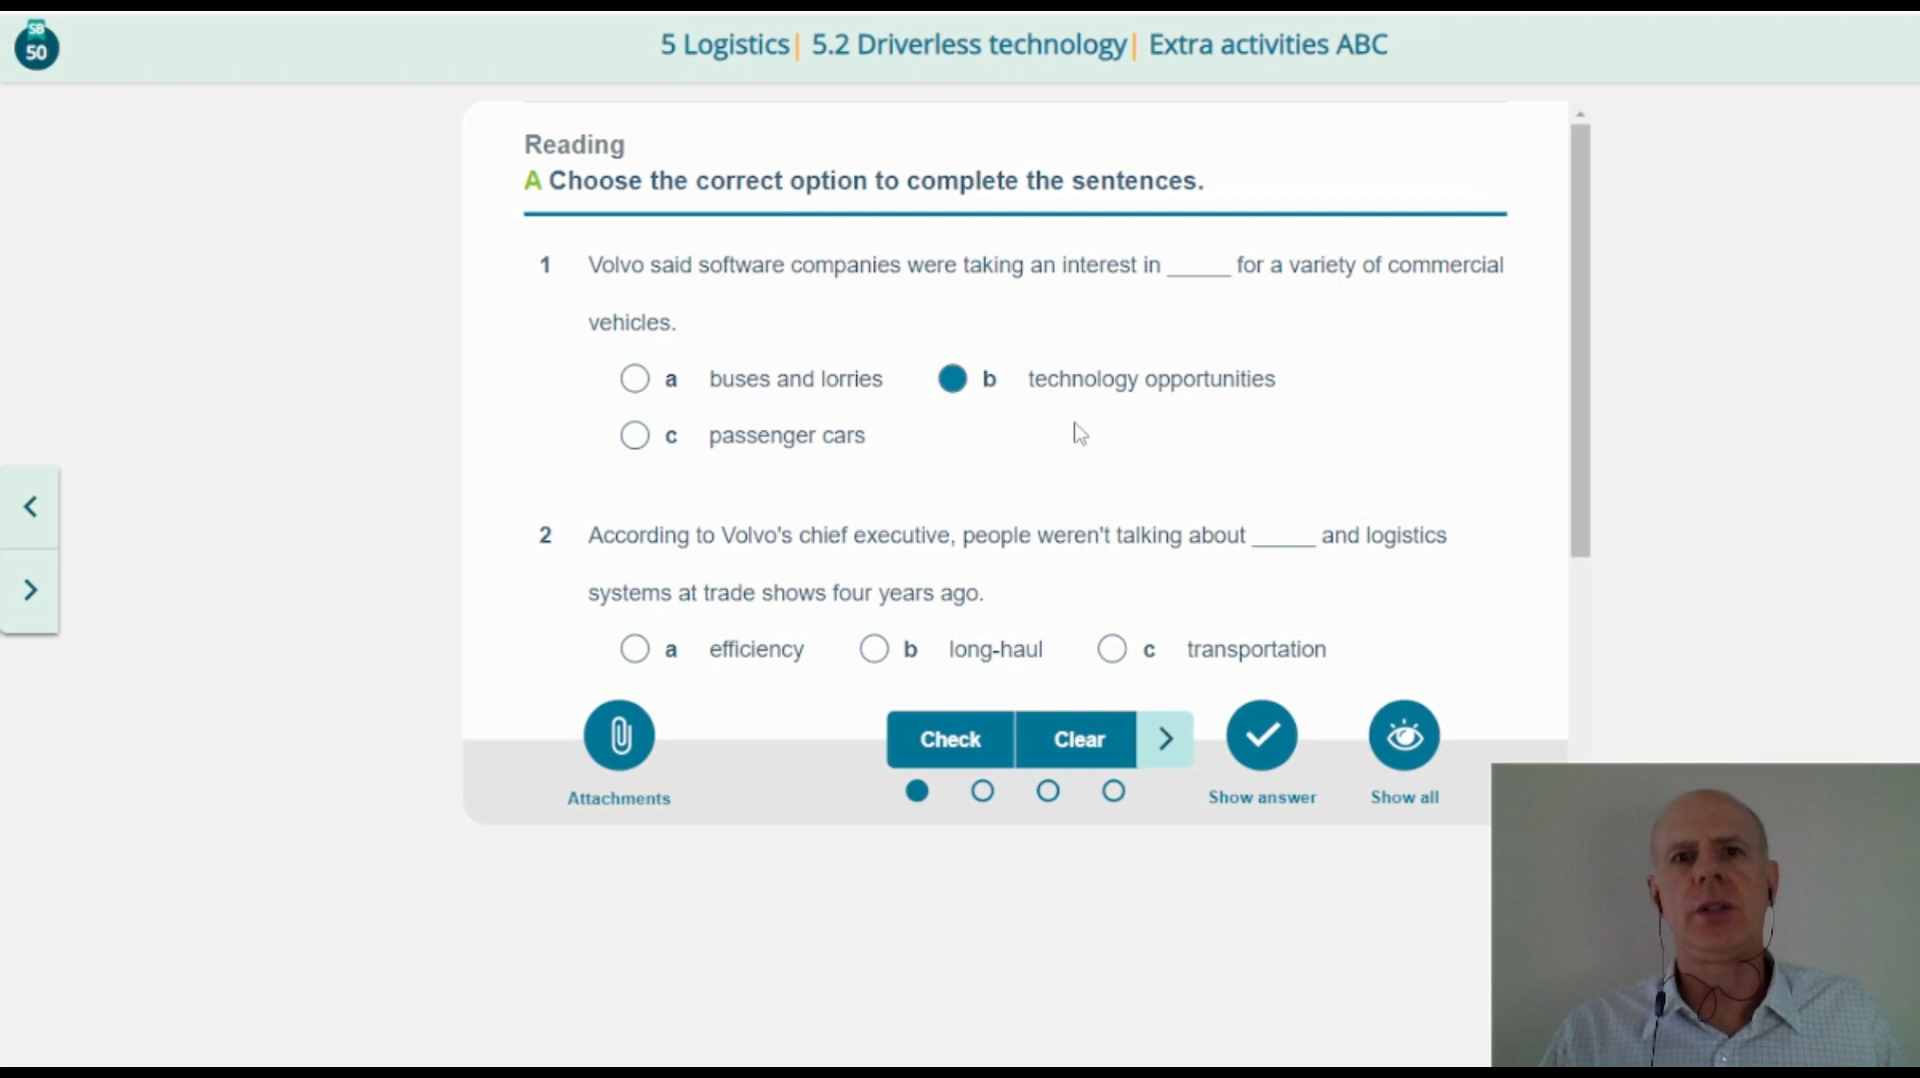 SB
50
5 Logistics| 5.2 Driverless technology| Extra activities ABC
Reading
A Choose the correct option to complete the sentences.
1 Volvo said software companies were taking an interest in _____ for a variety of commercial
vehicles.
a buses and lorries b technology opportunities
c passenger cars
2 According to Volvo's chief executive, people weren't talking about _____ and logistics
systems at trade shows four years ago.
a efficiency b long-haul c transportation
Check Clear
Attachments Show answer Show all